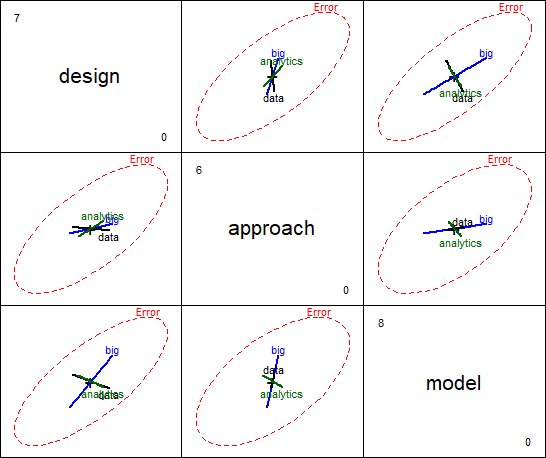 7
design
0
Error
big
analytics
data
Error
big
analytics
data
Error
analytics
big
data
6
approach
0
Error
data
big
analytics
Error
big
analytics
data
Error
big
data
analytics
8
model
0